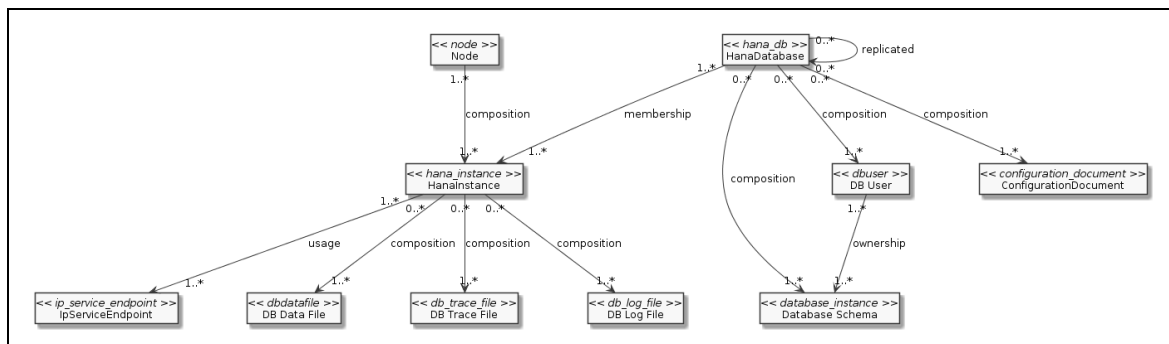 << node >>
Node
<< hana_db >>
HanaDatabase
0..*
replicated
0..*
1..*
1..*
0..*
0..*
0..*
composition
membership
composition
composition
1..*
1..*
1..*
1..*
<< hana_instance >>
HanaInstance
composition
<< dbuser >>
DB User
<< configuration_document >>
ConfigurationDocument
1..*
0..*
0..*
0..*
1..*
usage
composition
composition
composition
ownership
1..*
1..*
1..*
1..*
1..*
1..*
<< ip_service_endpoint >>
IpServiceEndpoint
<< dbdatafile >>
DB Data File
<< db_trace_file >>
DB Trace File
<< db_log_file >>
DB Log File
<< database_instance >>
Database Schema